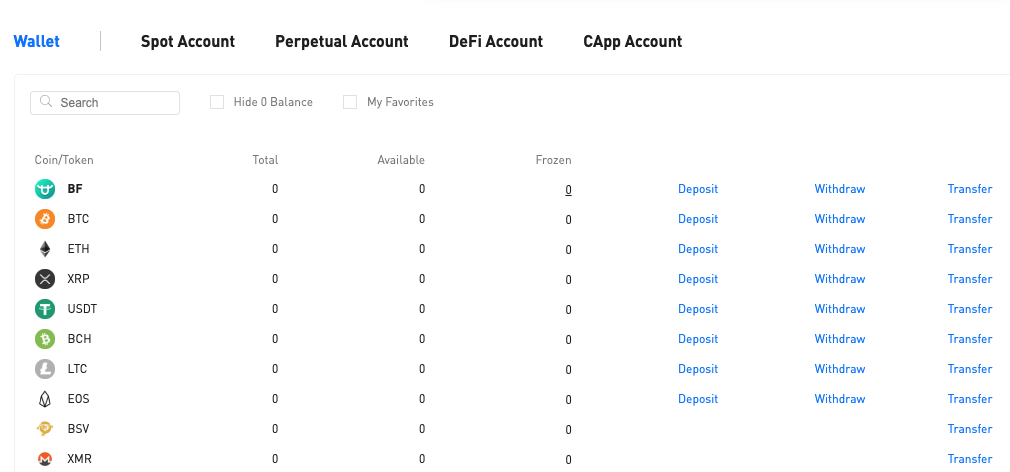 Wallet Spot Account Perpetual Account DeFi Account CApp Account
Search Hide 0 Balance My Favorites
Coin/Token Total Available Frozen
BF 0 0 0 Deposit Withdraw Transfer
BTC 0 0 0 Deposit Withdraw Transfer
ETH 0 0 0 Deposit Withdraw Transfer
XRP 0 0 0 Deposit Withdraw Transfer
USDT 0 0 0 Deposit Withdraw Transfer
BCH 0 0 0 Deposit Withdraw Transfer
LTC 0 0 0 Deposit Withdraw Transfer
EOS 0 0 0 Deposit Withdraw Transfer
BSV 0 0 0 Transfer
XMR 0 0 0 Transfer